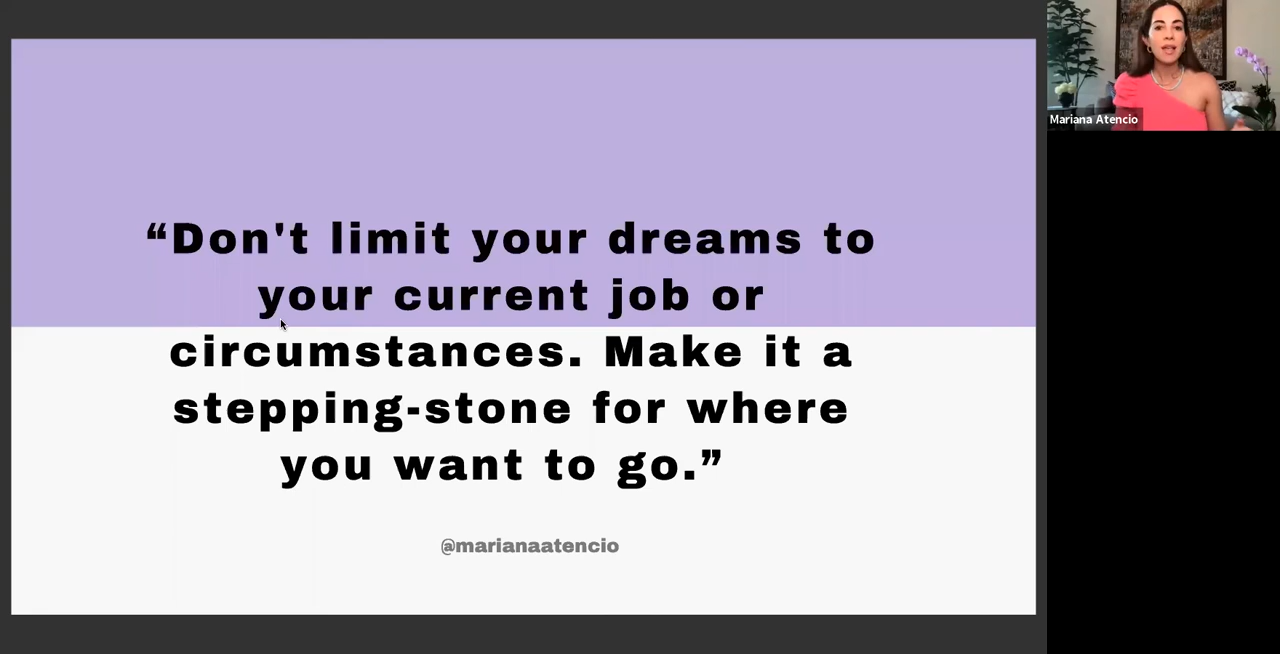 “Don't limit your dreams to
your current job or
circumstances. Make it a
stepping-stone for where
you want to go.”
@marianaatencio
Mariana Atencio